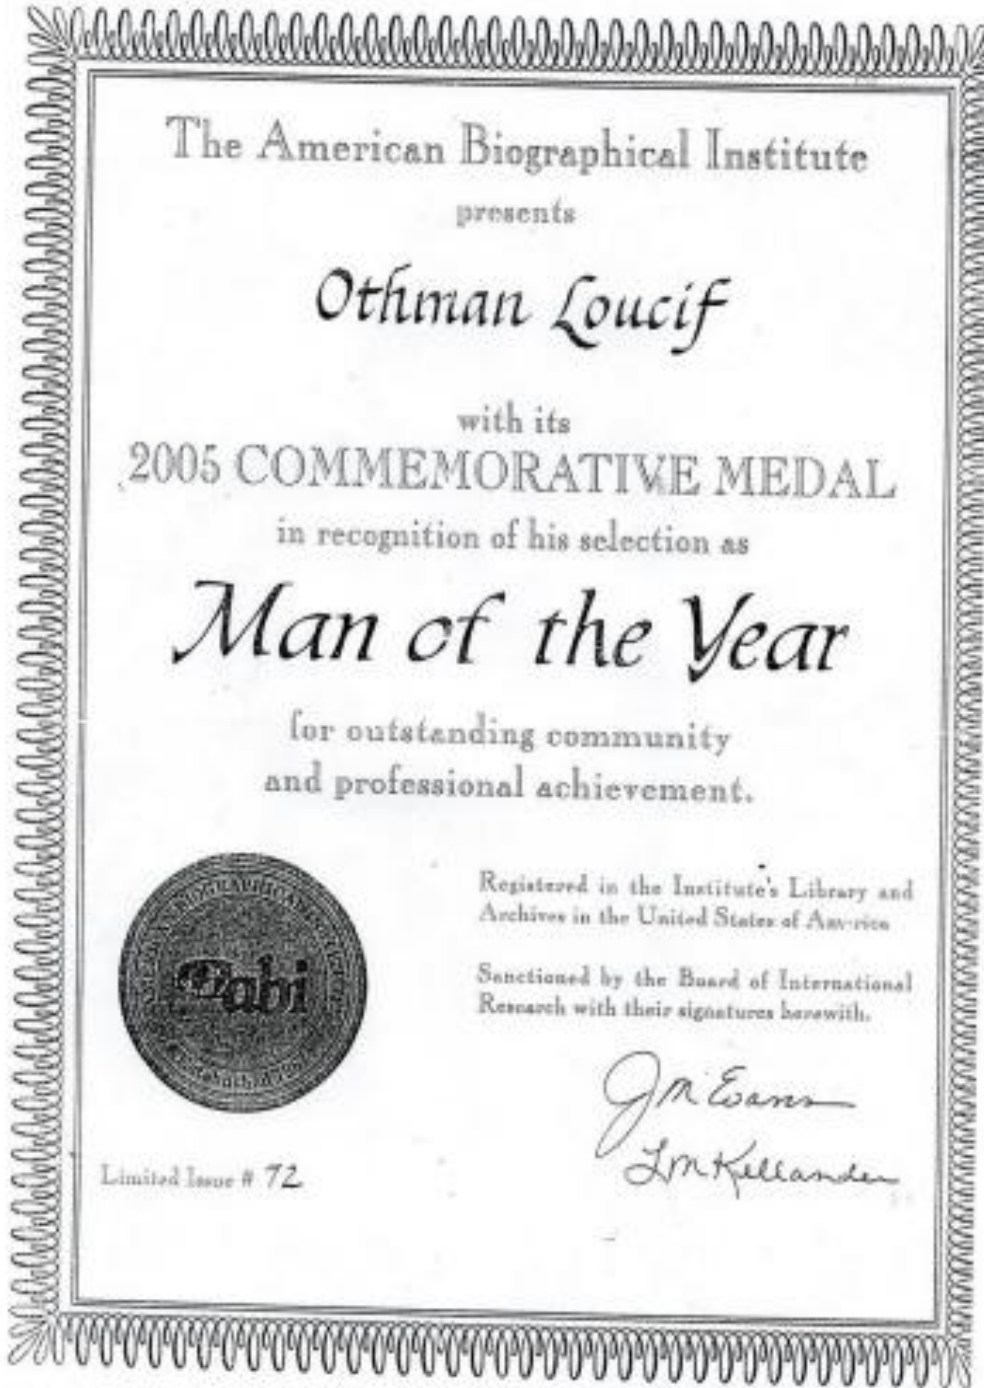 The American Biographical Institute
presents
Othman Loucif
with its
2005 COMMEMORATIVE MEDAL
in recognition of his selection as
Man of the Year
for outstanding community
and professional achievement.
Registered in the Institute's Library and
Archives in the United States of America
Sanctioned by the Board of International
Research with their signatures herewith.
abi
J M Evans
L M Kellander
Limited Issue # 72